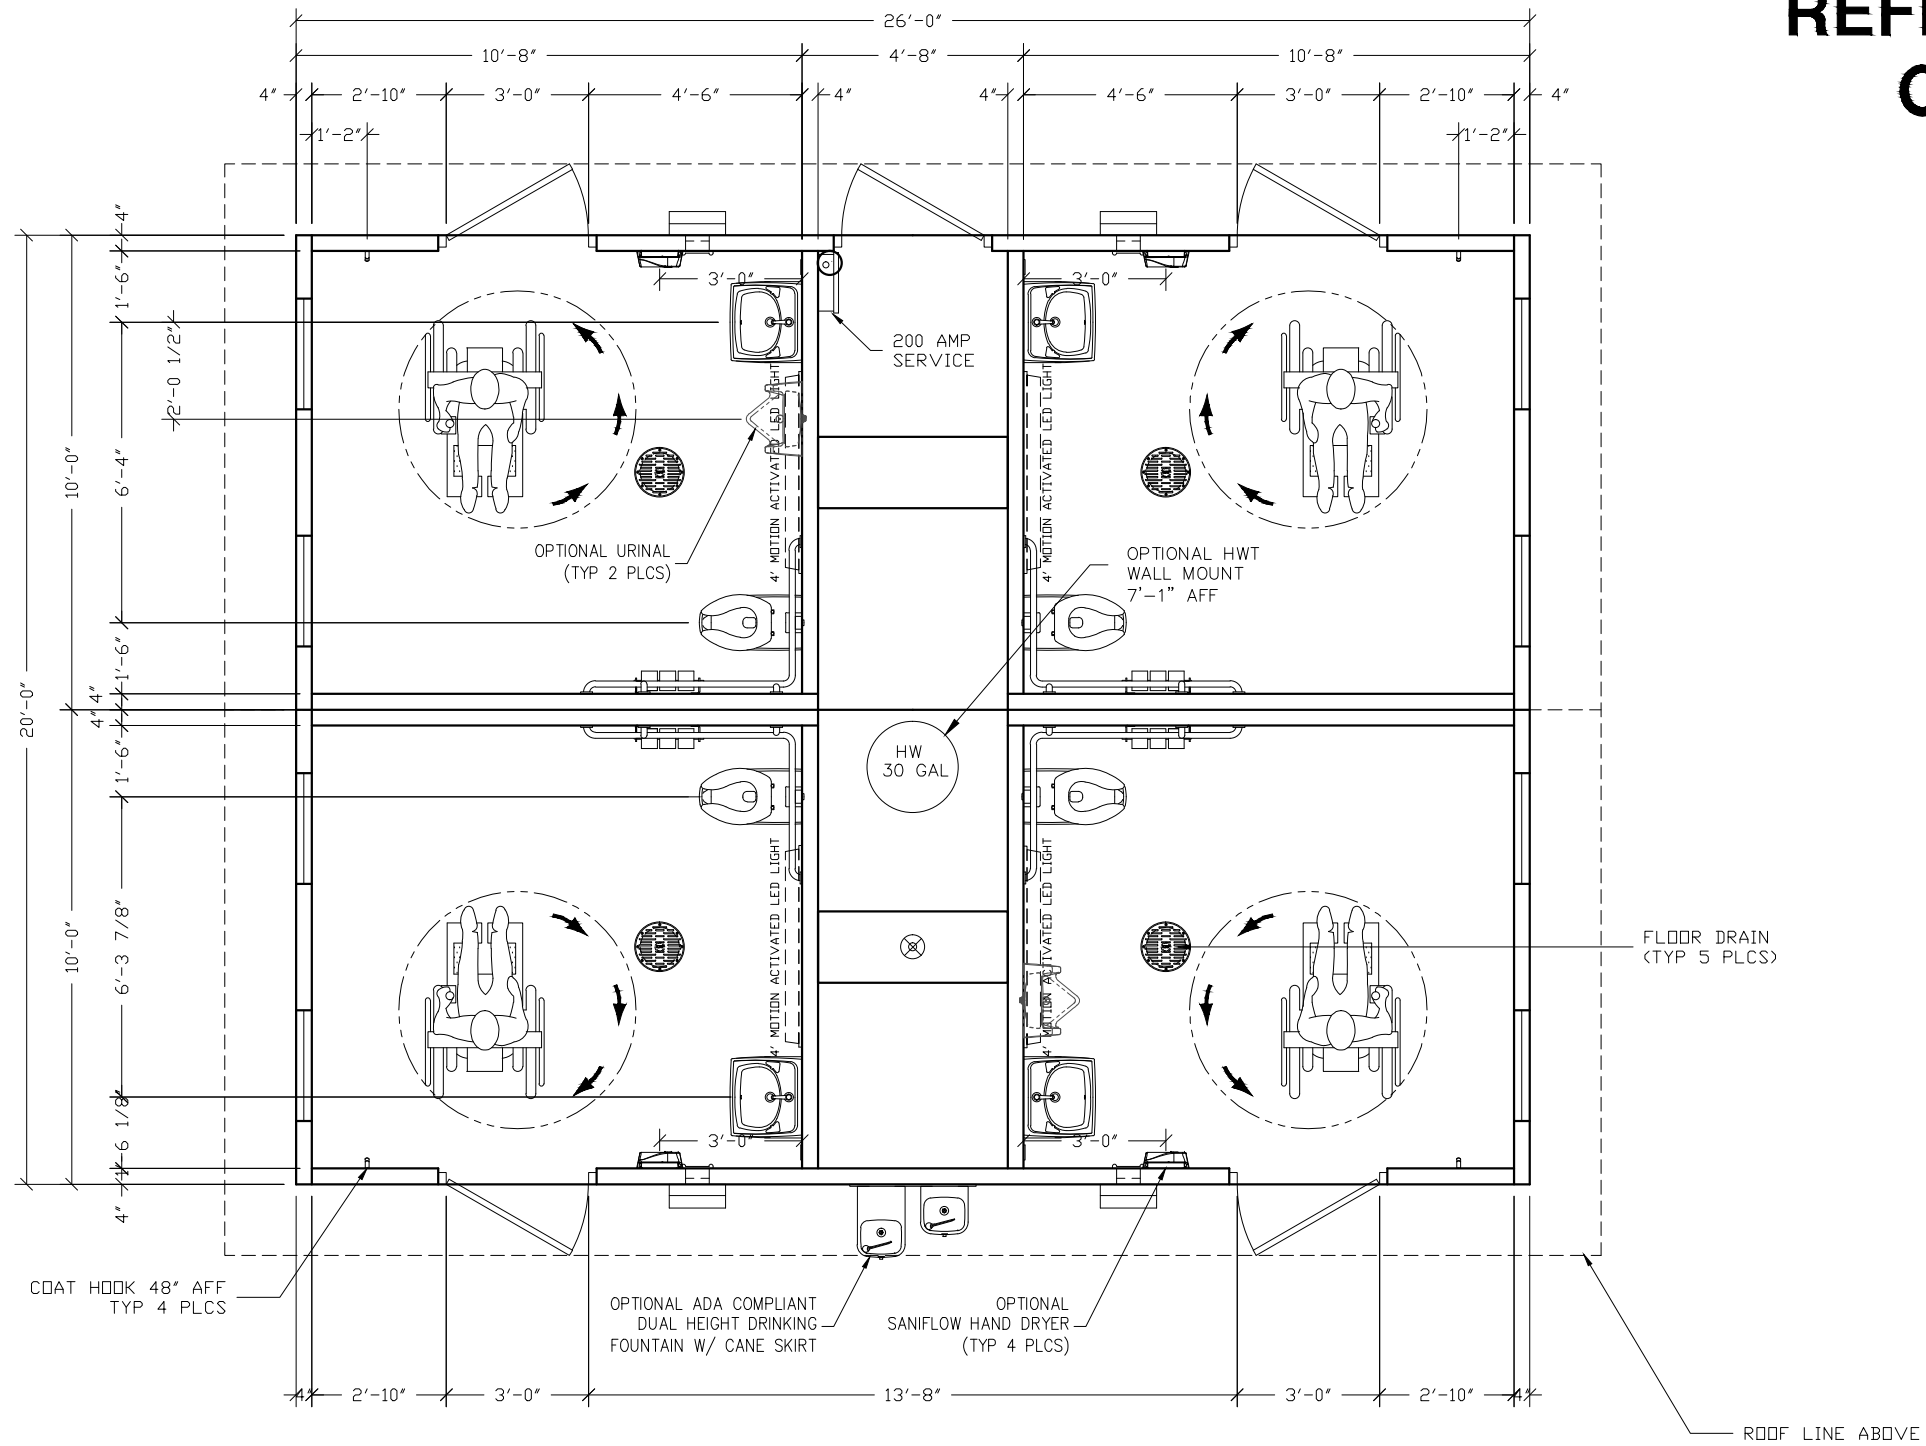 26'-0"
10'-8" 4'-8" 10'-8"
4" 2'-10" 3'-0" 4'-6" 4" 4" 4'-6" 3'-0" 2'-10" 4"
1'-2" 1'-2"
4"
1'-6"
2'-0 1/2"
6'-4"
10'-0"
1'-6"
4"
4"
20'-0"
1'-6"
6'-3 7/8"
10'-0"
1'-6 1/8"
4"
3'-0" 3'-0"
200 AMP
SERVICE
4' MOTION ACTIVATED LED LIGHT
4' MOTION ACTIVATED LED LIGHT
OPTIONAL URINAL
(TYP 2 PLCS)
OPTIONAL HWT
WALL MOUNT
7'-1" AFF
HW
30 GAL
4' MOTION ACTIVATED LED LIGHT
4' MOTION ACTIVATED LED LIGHT
FLOOR DRAIN
(TYP 5 PLCS)
3'-0" 3'-0"
COAT HOOK 48" AFF
TYP 4 PLCS
OPTIONAL ADA COMPLIANT
DUAL HEIGHT DRINKING
FOUNTAIN W/ CANE SKIRT
OPTIONAL
SANIFLOW HAND DRYER
(TYP 4 PLCS)
4" 2'-10" 3'-0" 13'-8" 3'-0" 2'-10" 4"
ROOF LINE ABOVE